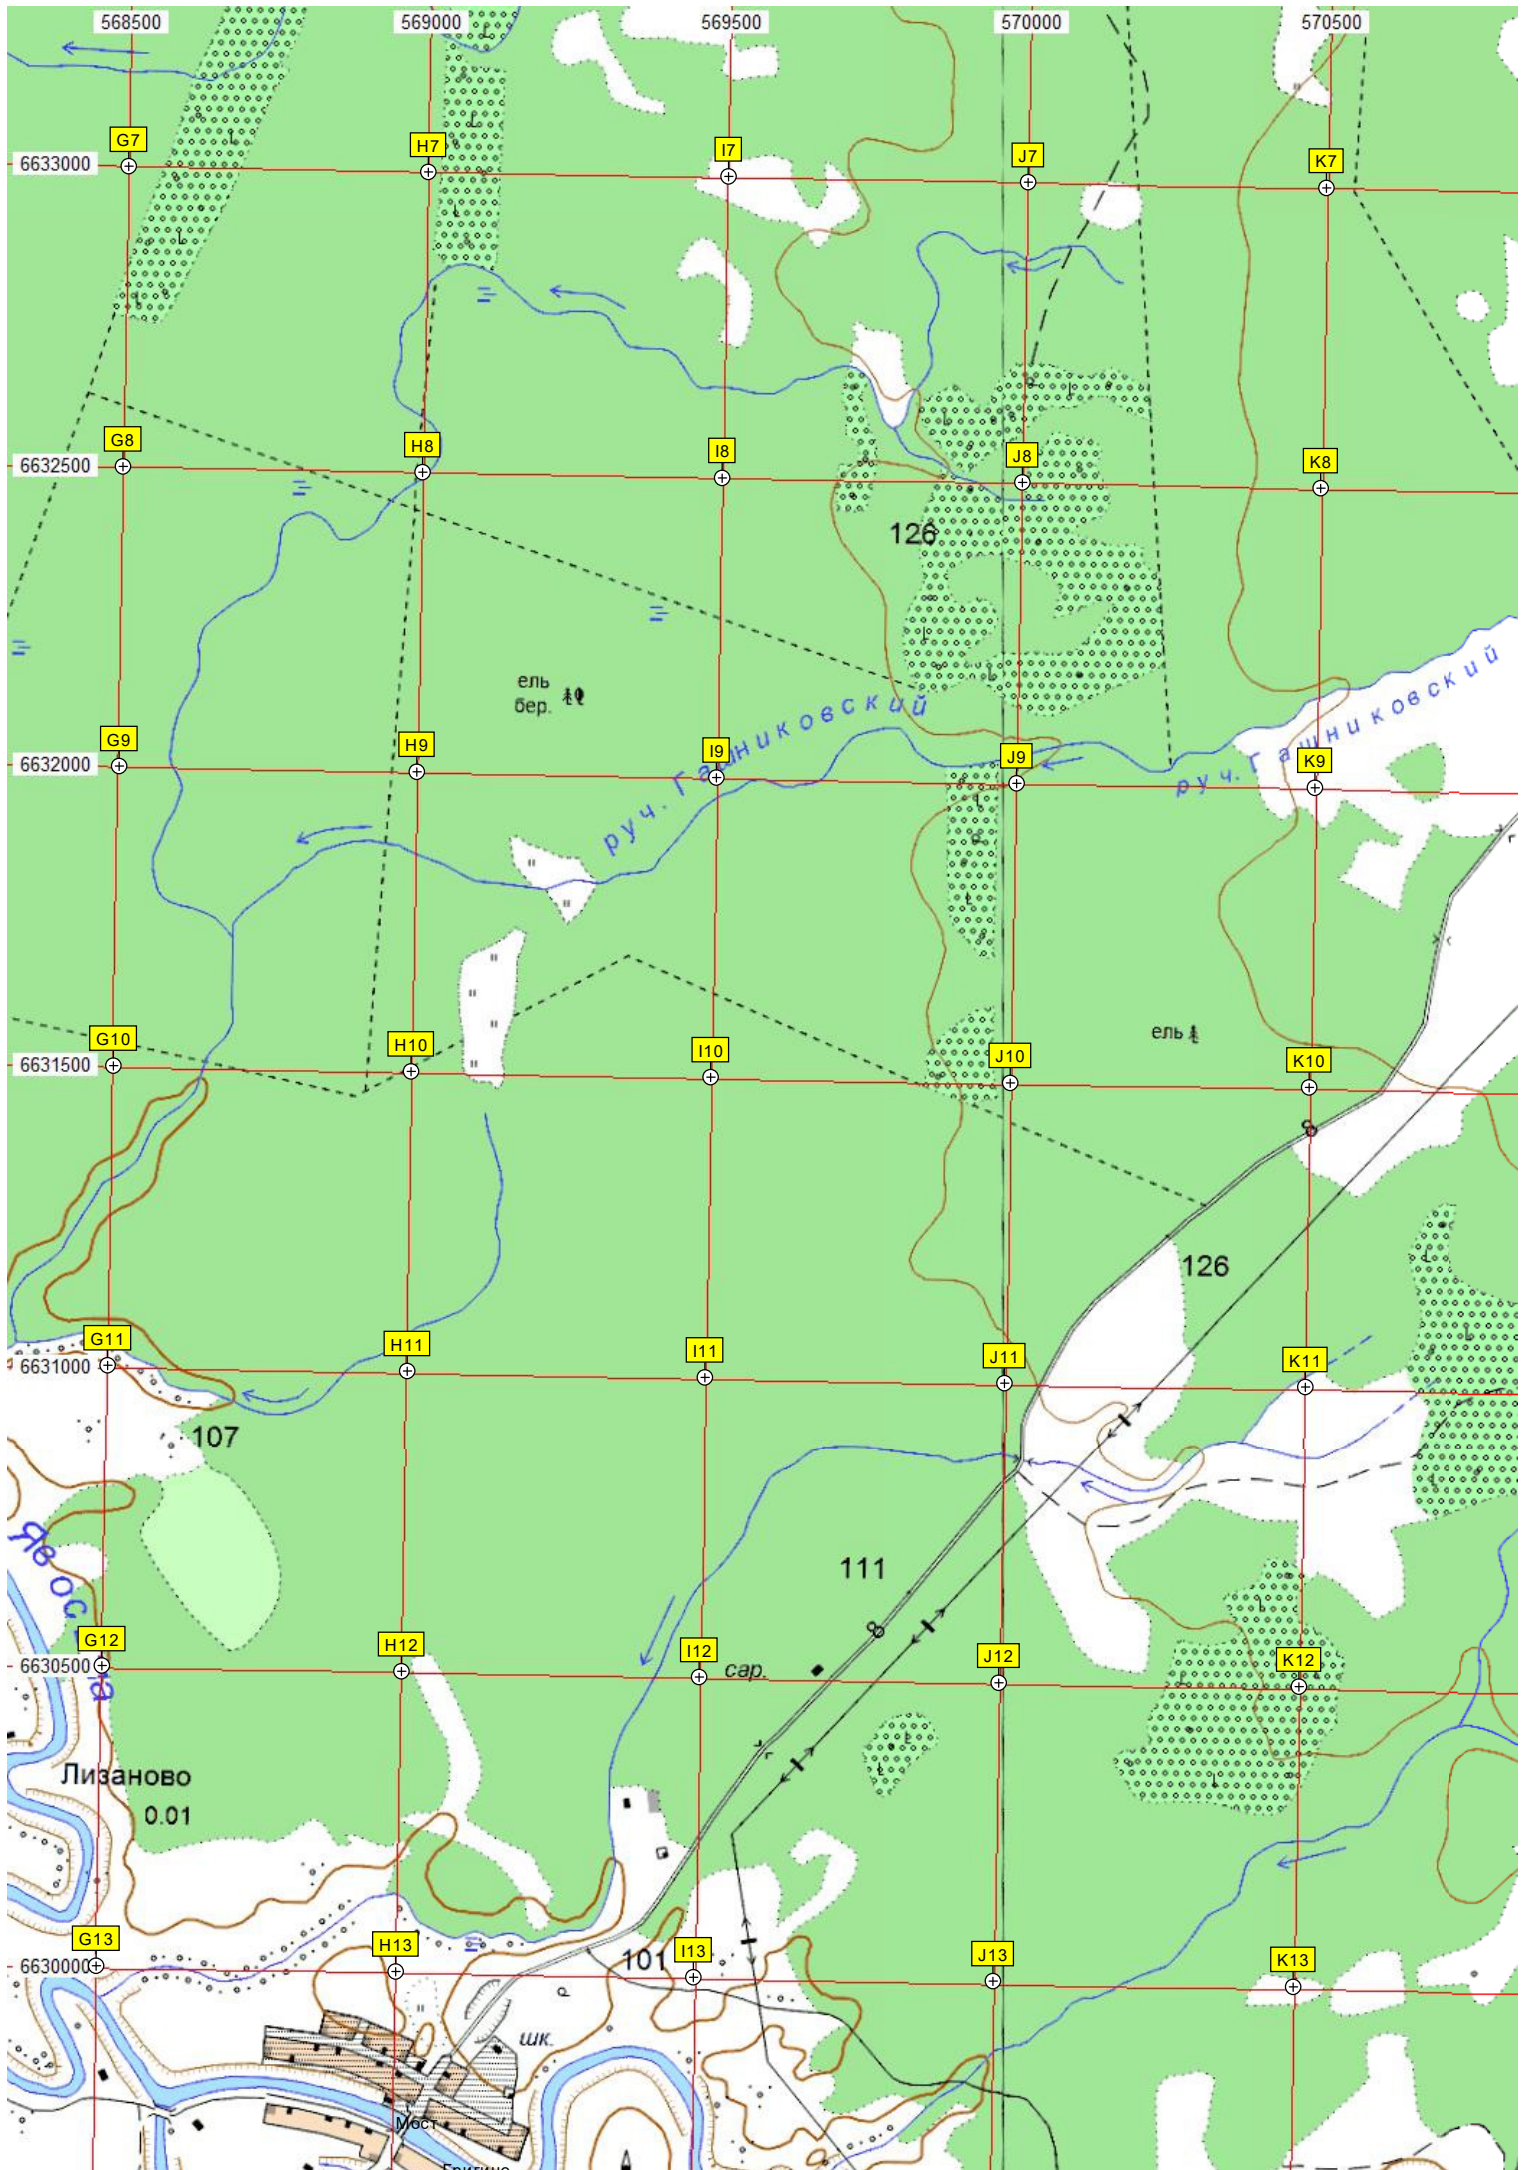 568500 569000 569500 570000 570500
G7 H7 I7 J7 K7
6633000
G8 H8 I8 J8 K8
6632500
126
ель
бер.
руч. Гашниковский
руч. Гашниковский
G9 H9 I9 J9 K9
6632000
ель
G10 H10 I10 J10 K10
6631500
126
G11 H11 I11 J11 K11
6631000
107
111
G12 H12 I12 J12 K12
6630500
сар.
Лизаново
0.01
G13 H13 I13 J13 K13
6630000
101
шк.
Мост